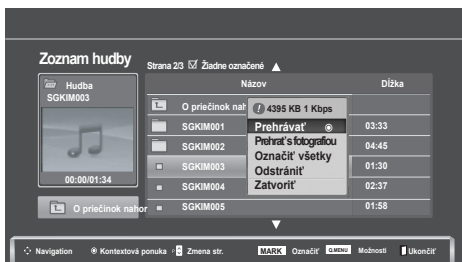 Zoznam hudby
Strana 2/3 ☑ Žiadne označené ▲
Hudba
SGKIM003
00:00/01:34
O priečinok nahor
Názov Dĺžka
O priečinok nah
SGKIM001 03:33
SGKIM002 04:45
SGKIM003 01:30
SGKIM004 02:37
SGKIM005 01:58
4395 KB 1 Kbps
Prehrávať ◉
Prehrať s fotografiou
Označiť všetky
Odstrániť
Zatvoriť
▼
Navigation ◉ Kontextová ponuka Zmena str. MARK Označiť Q.MENU Možnosti Ukončiť